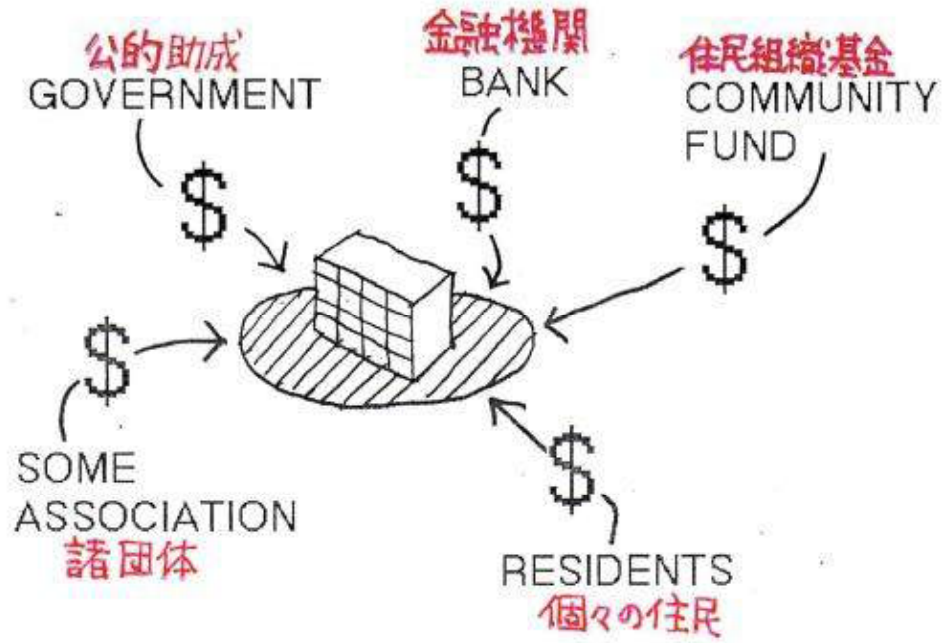 公的助成
GOVERNMENT
$
金融機関
BANK
$
住民組織基金
COMMUNITY
FUND
$
$
SOME
ASSOCIATION
諸団体
$
RESIDENTS
個々の住民